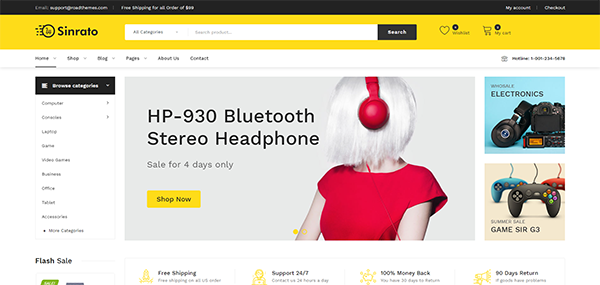 Email: support@roadthemes.com Free Shipping for all Order of $99 My account Checkout
Sinrato All Categories Search product... Search 0 Wishlist 0 My cart
Home Shop Blog Pages About Us Contact Hotline: 1-001-234-5678
Browse categories
Computer
Consoles
Laptop
Game
Video Games
Business
Office
Tablet
Accessories
More Categories
HP-930 Bluetooth
Stereo Headphone
Sale for 4 days only
Shop Now
WHOSALE
ELECTRONICS
SUMMER SALE
GAME SIR G3
Flash Sale
Free Shipping Support 24/7 100% Money Back 90 Days Return
Free shipping on all US order Contact us 24 hours a day You have 30 days to Return If goods have problems